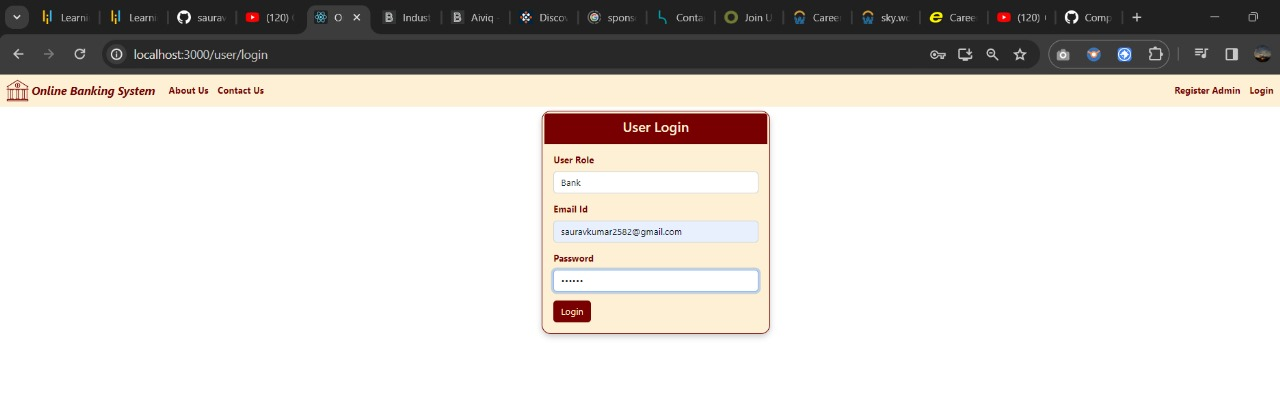 Learni
Learni
saurav
(120)
O
Indust
Aiviq
Discov
spons
Conta
Join U
Caree
sky.wo
Caree
(120)
Comp
localhost:3000/user/login
Online Banking System About Us Contact Us Register Admin Login
User Login
User Role
Bank
Email Id
sauravkumar2582@gmail.com
Password
••••••
Login